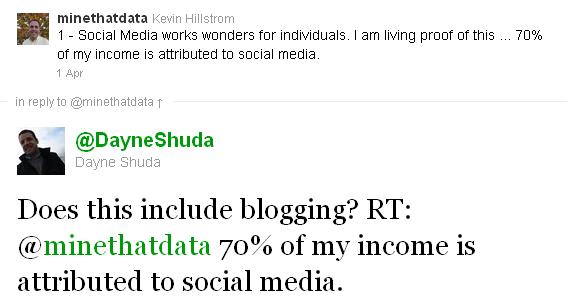 minethatdata Kevin Hillstrom
1 - Social Media works wonders for individuals. I am living proof of this ... 70%
of my income is attributed to social media.
1 Apr
in reply to @minethatdata ↑
@DayneShuda
Dayne Shuda
Does this include blogging? RT:
@minethatdata 70% of my income is
attributed to social media.